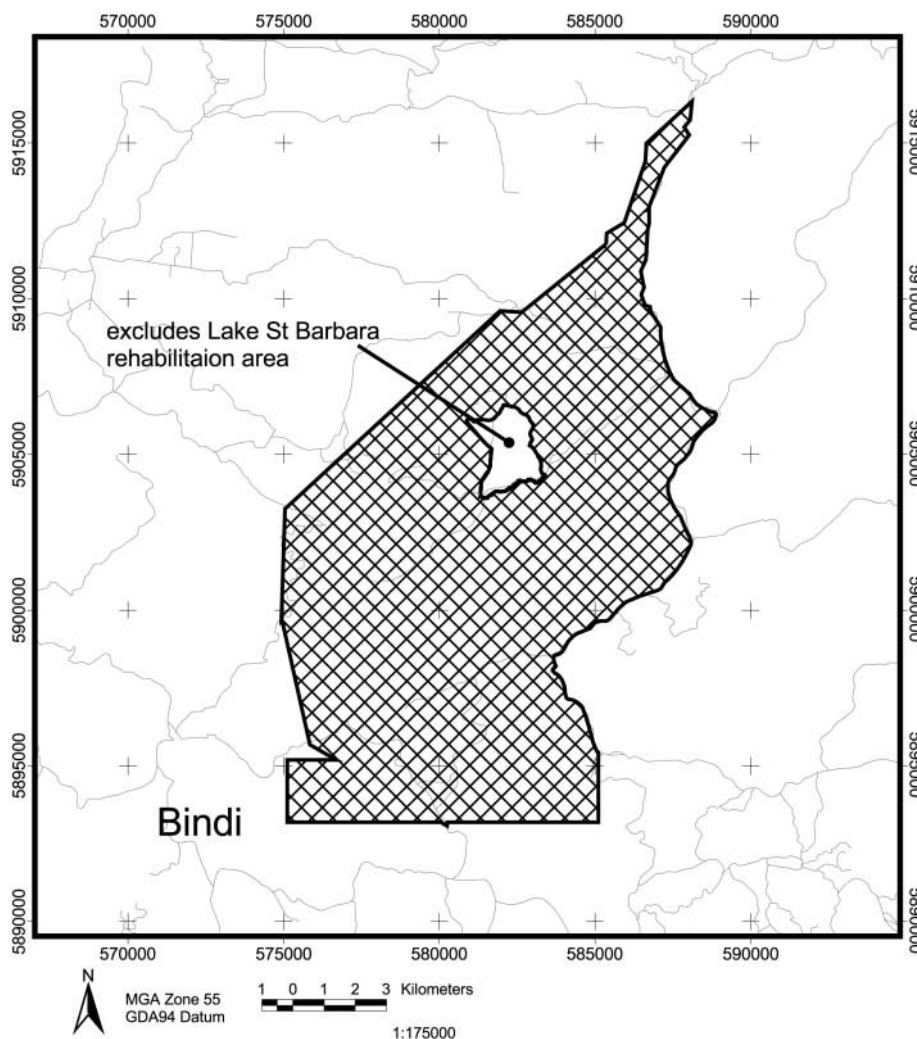 570000 575000 580000 585000 590000
5915000 5915000
5910000 5910000
excludes Lake St Barbara
rehabilitaion area
5905000 5905000
5900000 5900000
5895000 5895000
Bindi
5890000 5890000
570000 575000 580000 585000 590000
N
MGA Zone 55
GDA94 Datum
1 0 1 2 3 Kilometers
1:175000